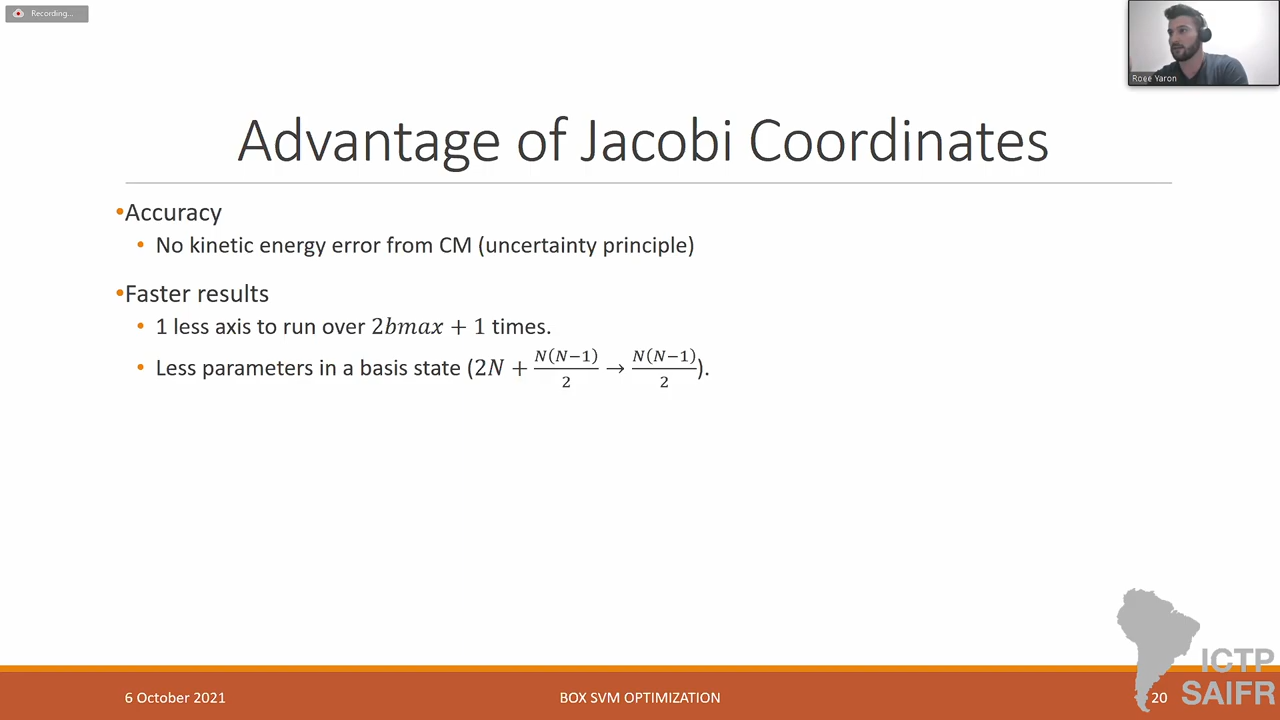 Recording...
Roee Yaron
Advantage of Jacobi Coordinates
•Accuracy
• No kinetic energy error from CM (uncertainty principle)
•Faster results
• 1 less axis to run over 2bmax + 1 times.
• Less parameters in a basis state (2N + N(N−1)/2 → N(N−1)/2).
6 October 2021
BOX SVM OPTIMIZATION
20
ICTP
SAIFR